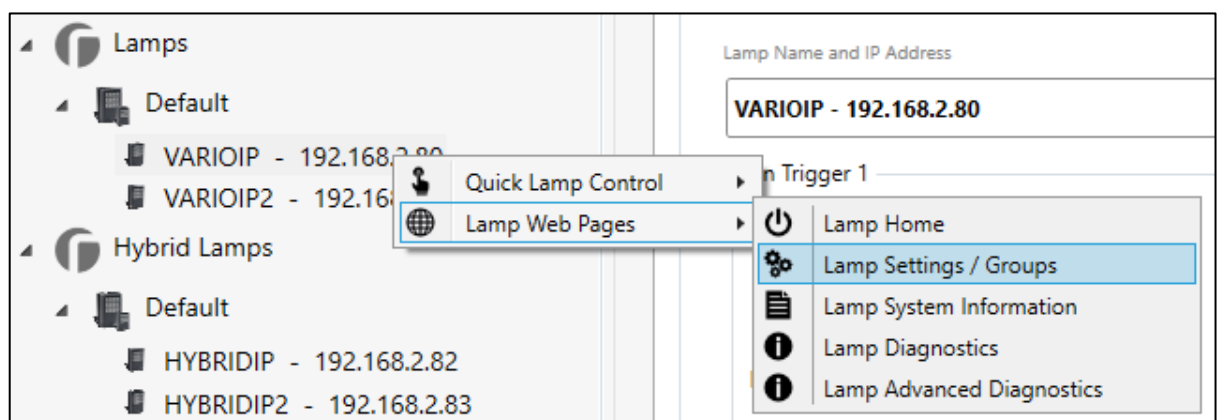 Lamps
Default
VARIOIP - 192.168.2.80
VARIOIP2 - 192.16
Hybrid Lamps
Default
HYBRIDIP - 192.168.2.82
HYBRIDIP2 - 192.168.2.83
Quick Lamp Control
Lamp Web Pages
Lamp Name and IP Address
VARIOIP - 192.168.2.80
n Trigger 1
Lamp Home
Lamp Settings / Groups
Lamp System Information
Lamp Diagnostics
Lamp Advanced Diagnostics